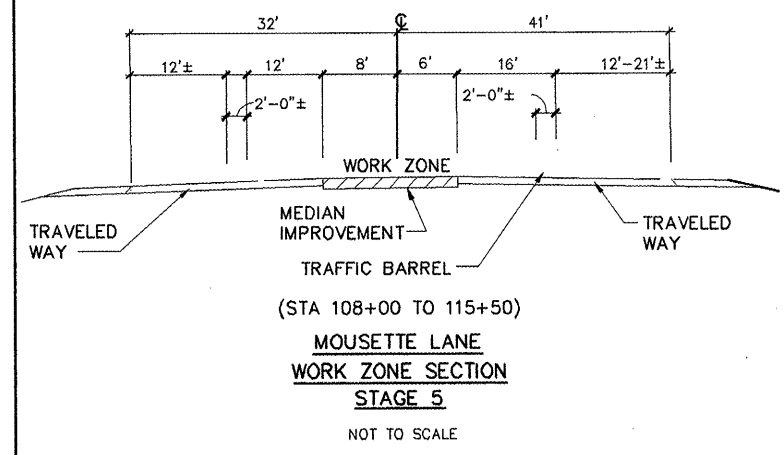 ℄
32' 41'
12'± 12' 8' 6' 16' 12'-21'±
2'-0"± 2'-0"±
WORK ZONE
TRAVELED WAY
MEDIAN IMPROVEMENT
TRAFFIC BARREL
TRAVELED WAY
(STA 108+00 TO 115+50)
MOUSETTE LANE
WORK ZONE SECTION
STAGE 5
NOT TO SCALE